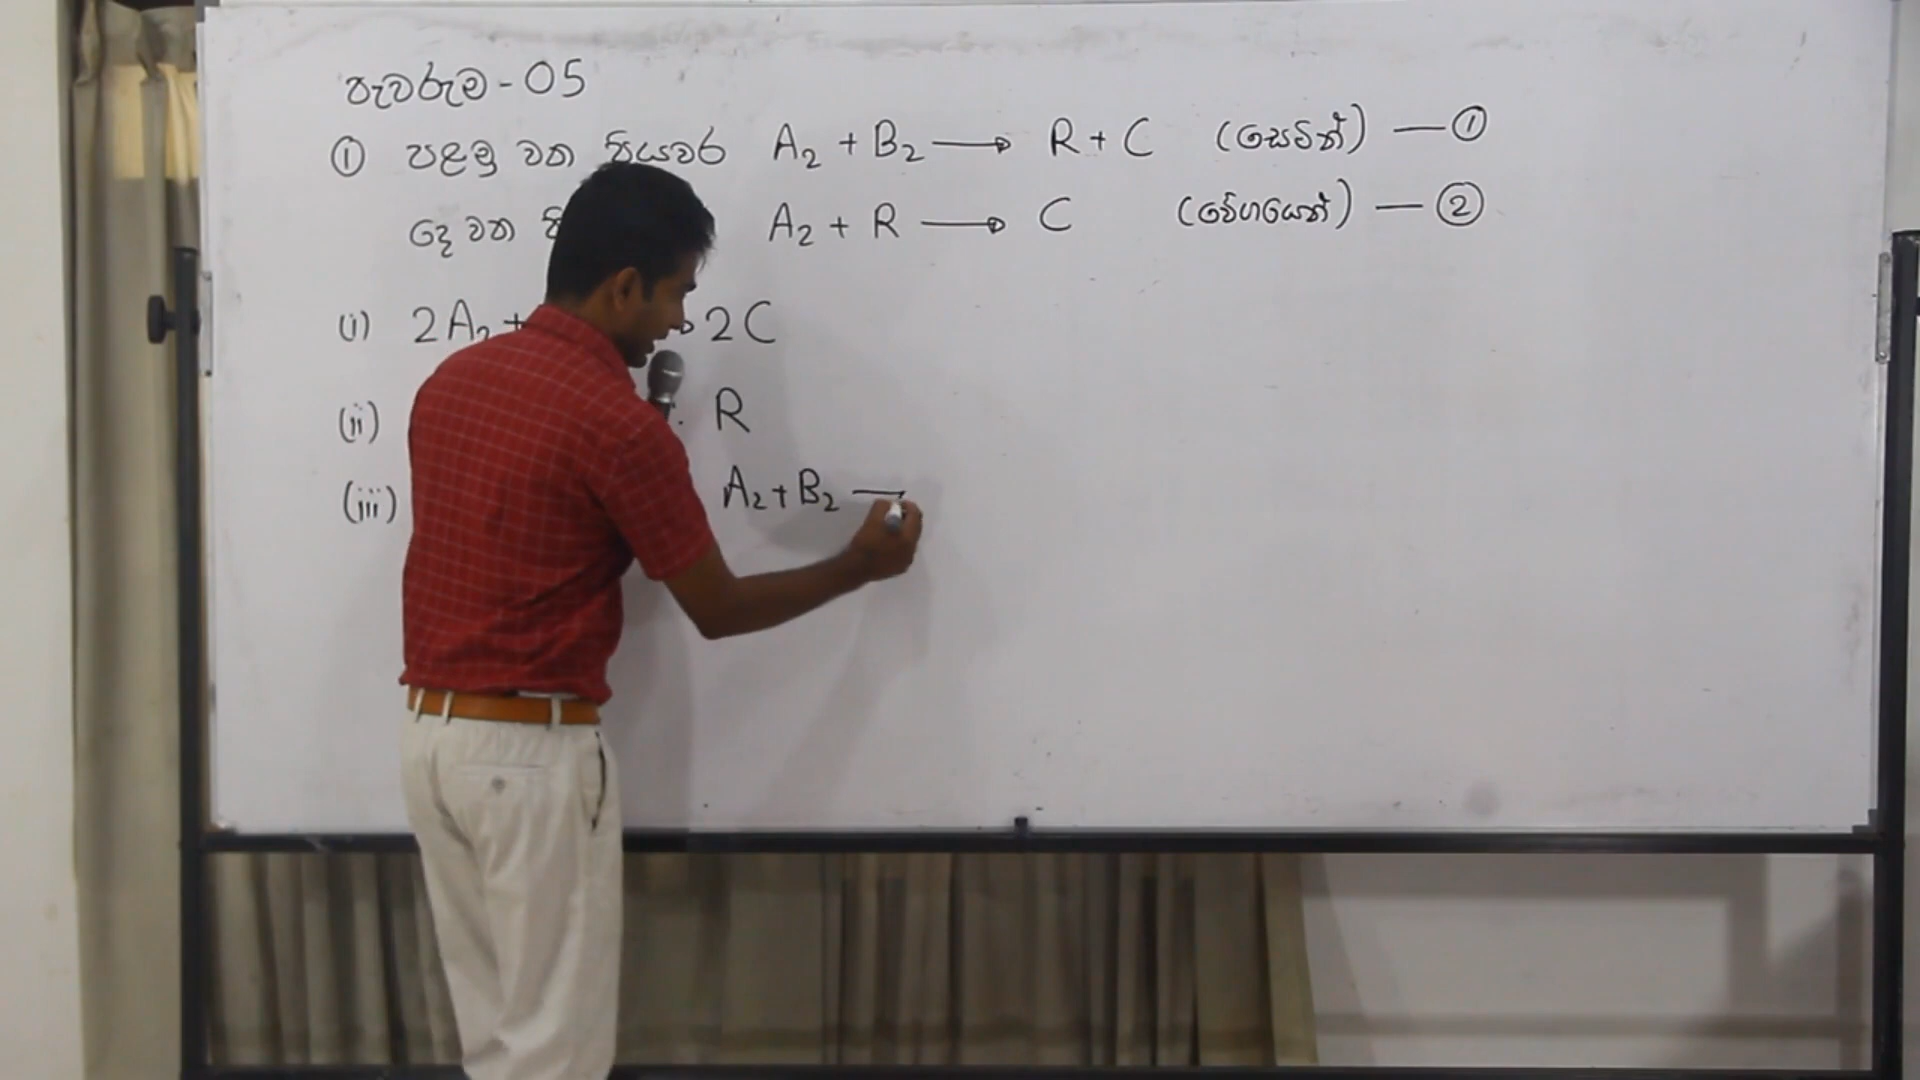 පැවරුම - 05
① පළමු වන පියවර A₂ + B₂ → R + C (සෙමින්) — ①
දෙ වන A₂ + R → C (වේගයෙන්) — ②
(i) 2A₂ + → 2C
(ii) : R
(iii) A₂ + B₂ —